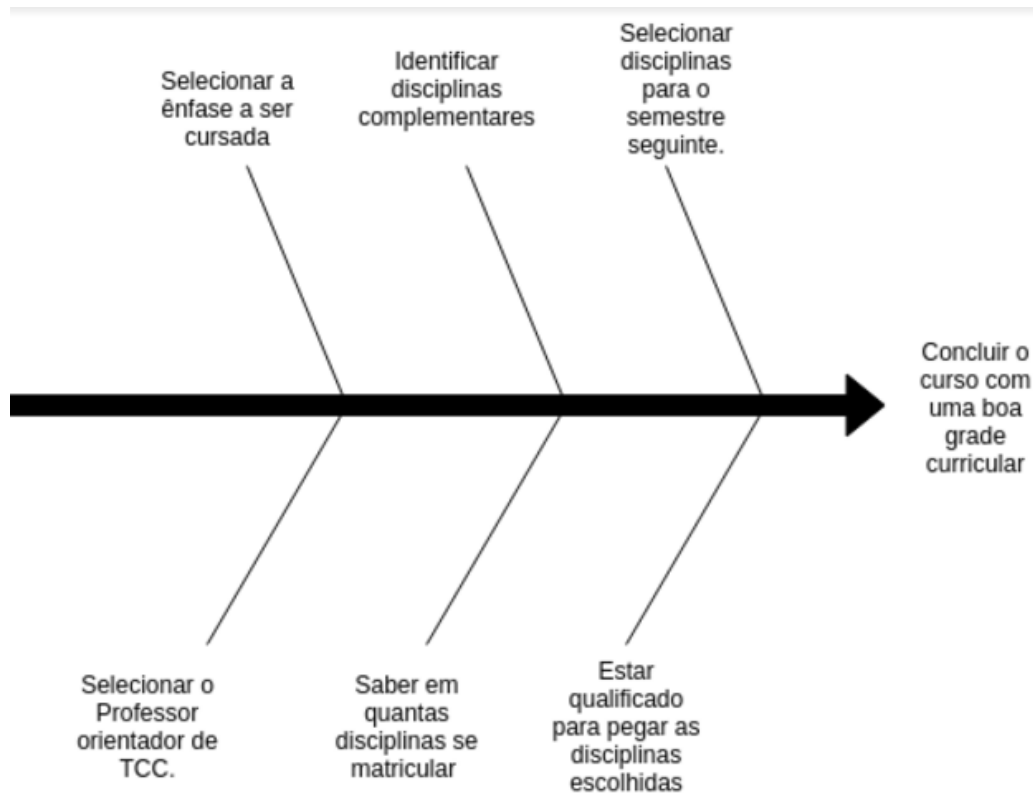 Selecionar a
ênfase a ser
cursada
Identificar
disciplinas
complementares
Selecionar
disciplinas
para o
semestre
seguinte.
Concluir o
curso com
uma boa
grade
curricular
Selecionar o
Professor
orientador de
TCC.
Saber em
quantas
disciplinas se
matricular
Estar
qualificado
para pegar as
disciplinas
escolhidas